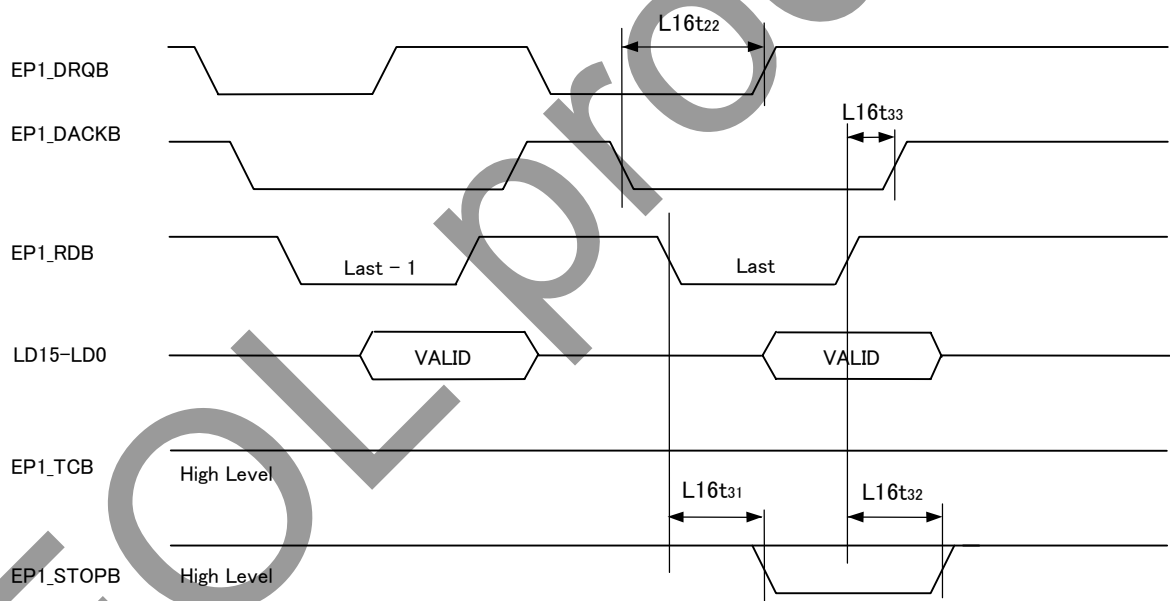 L16t22
EP1_DRQB
EP1_DACKB
L16t33
EP1_RDB
Last - 1
Last
LD15-LD0
VALID
VALID
EP1_TCB
High Level
L16t31
L16t32
EP1_STOPB
High Level